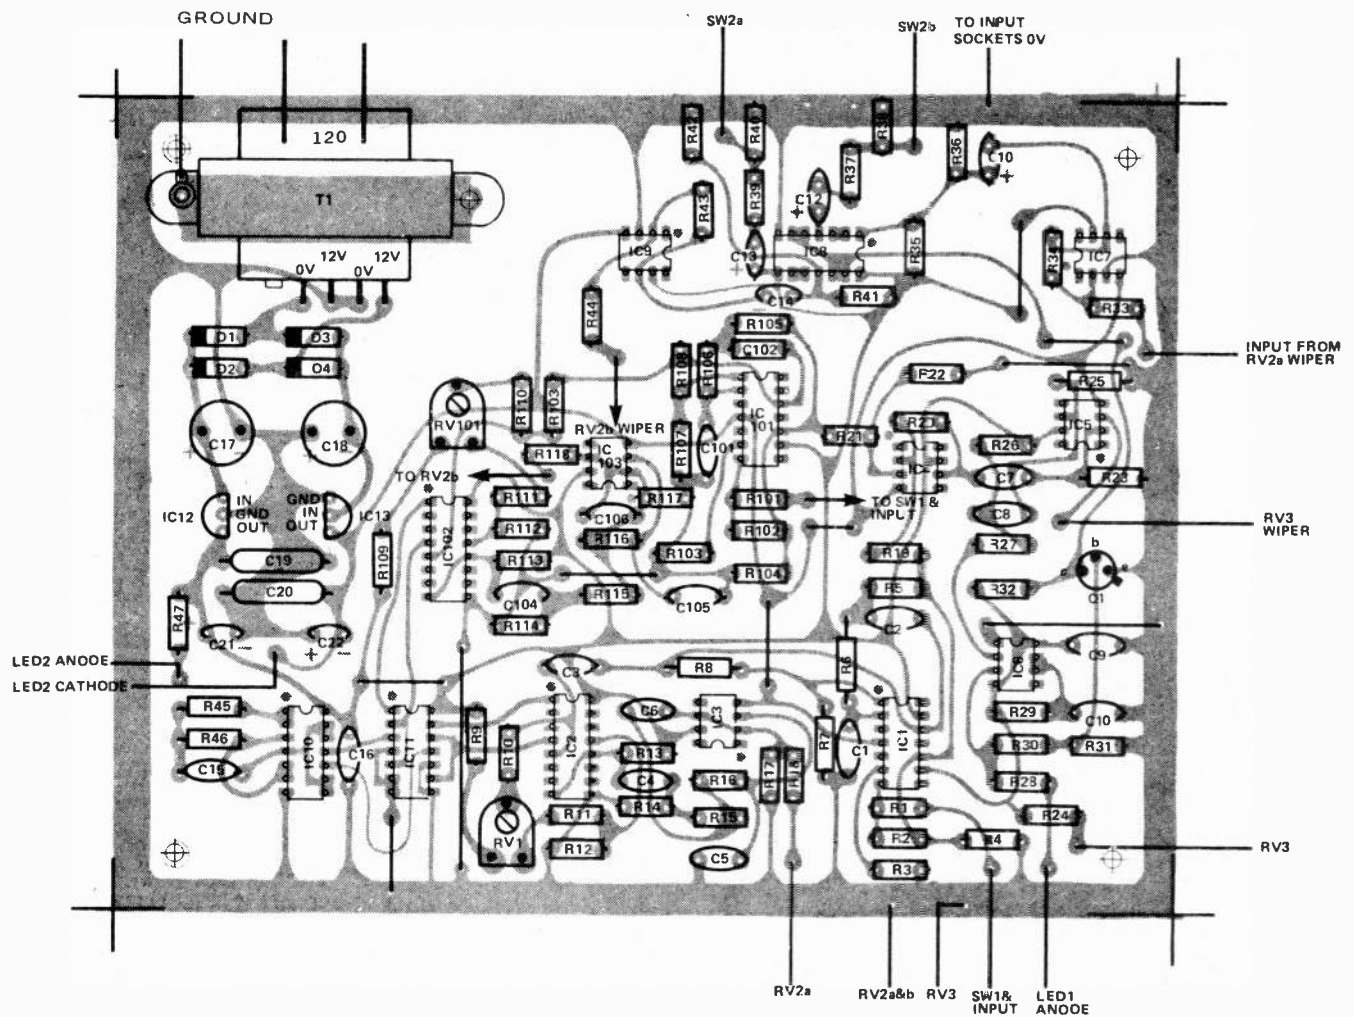 GROUND
SW2a
SW2b
TO INPUT
SOCKETS 0V
120
T1
12V 12V
0V 0V
R42
R40
R38
R37
R36
C10
+
R43
R39
C12
+
IC9
C13
+
IC6
R35
R34
IC7
R44
C14
R41
R33
D1
D3
D2
D4
R105
C102
R108
R106
INPUT FROM
RV2a WIPER
RV101
R110
R103
R22
R25
C17
C18
RV2b WIPER
R107
C101
IC
101
R21
R20
R26
IC5
R118
IC
103
TO RV2b
R111
R117
R101
C7
R23
IC12
IN
GND
OUT
GND
IN
OUT
IC13
IC102
C106
TO SW1&
INPUT
C8
RV3
WIPER
R112
R116
R102
R27
b
R109
R113
R103
R19
C19
C20
C104
R115
C105
R104
R5
R32
e
Q1
R47
R114
C2
C21
C22
+
LED2 ANOOE
LED2 CATHODE
R6
IC8
C9
C3
R8
R45
R46
C15
IC10
C16
IC11
R9
R10
IC2
C6
IC3
R7
C1
IC1
R29
C10
R13
R30
R31
C4
R16
R17
R18
R28
R14
R15
R11
R1
R24
RV1
R12
C5
R2
R4
R3
RV3
RV2a
RV2a&b
RV3
SW1&
INPUT
LED1
ANOOE